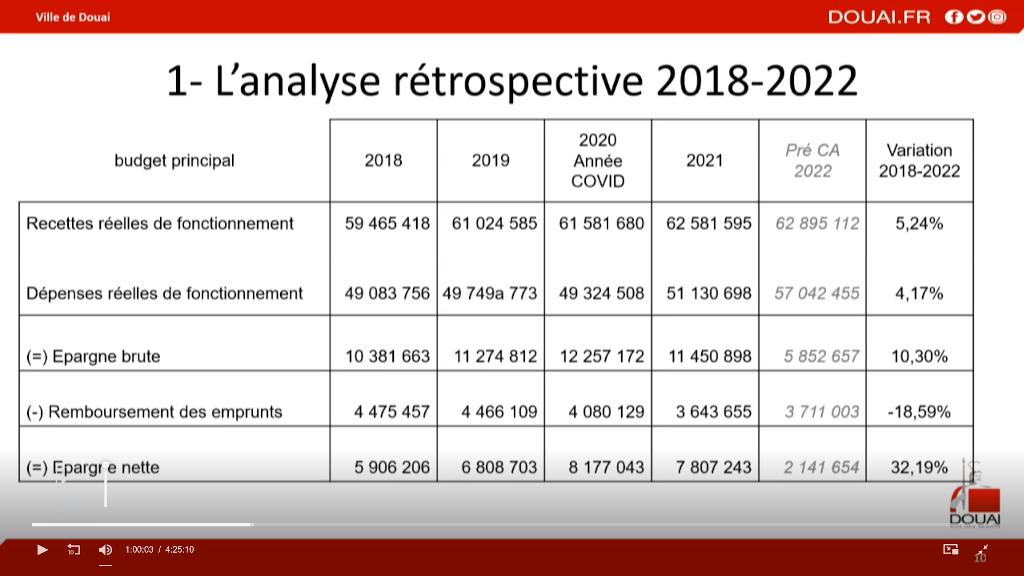 Ville de Douai
DOUAI.FR
1- L’analyse rétrospective 2018-2022
budget principal 2018 2019 2020 Année COVID 2021 Pré CA 2022 Variation 2018-2022
Recettes réelles de fonctionnement 59 465 418 61 024 585 61 581 680 62 581 595 62 895 112 5,24%
Dépenses réelles de fonctionnement 49 083 756 49 749a 773 49 324 508 51 130 698 57 042 455 4,17%
(=) Epargne brute 10 381 663 11 274 812 12 257 172 11 450 898 5 852 657 10,30%
(-) Remboursement des emprunts 4 475 457 4 466 109 4 080 129 3 643 655 3 711 003 -18,59%
(=) Epargne nette 5 906 206 6 808 703 8 177 043 7 807 243 2 141 654 32,19%
DOUAI
10 1:00:03 / 4:25:10
10